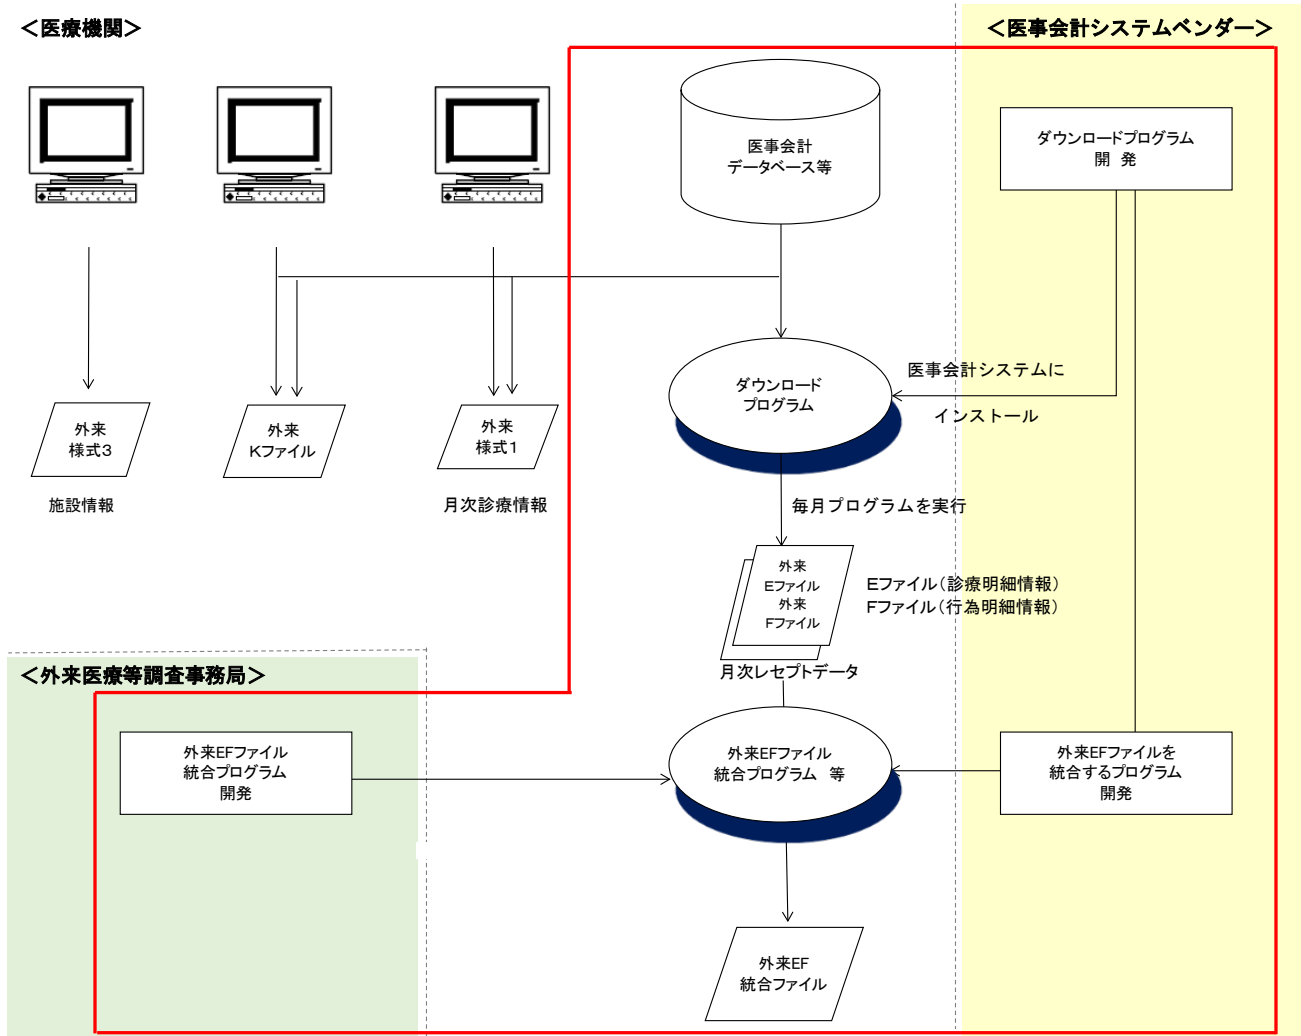 ＜医療機関＞
＜医事会計システムベンダー＞
医事会計
データベース等
ダウンロードプログラム
開 発
ダウンロード
プログラム
医事会計システムに
インストール
外来
様式3
外来
Kファイル
外来
様式1
施設情報
月次診療情報
毎月プログラムを実行
外来
Eファイル
外来
Fファイル
Eファイル（診療明細情報）
Fファイル（行為明細情報）
月次レセプトデータ
＜外来医療等調査事務局＞
外来EFファイル
統合プログラム
開発
外来EFファイル
統合プログラム 等
外来EFファイルを
統合するプログラム
開発
外来EF
統合ファイル